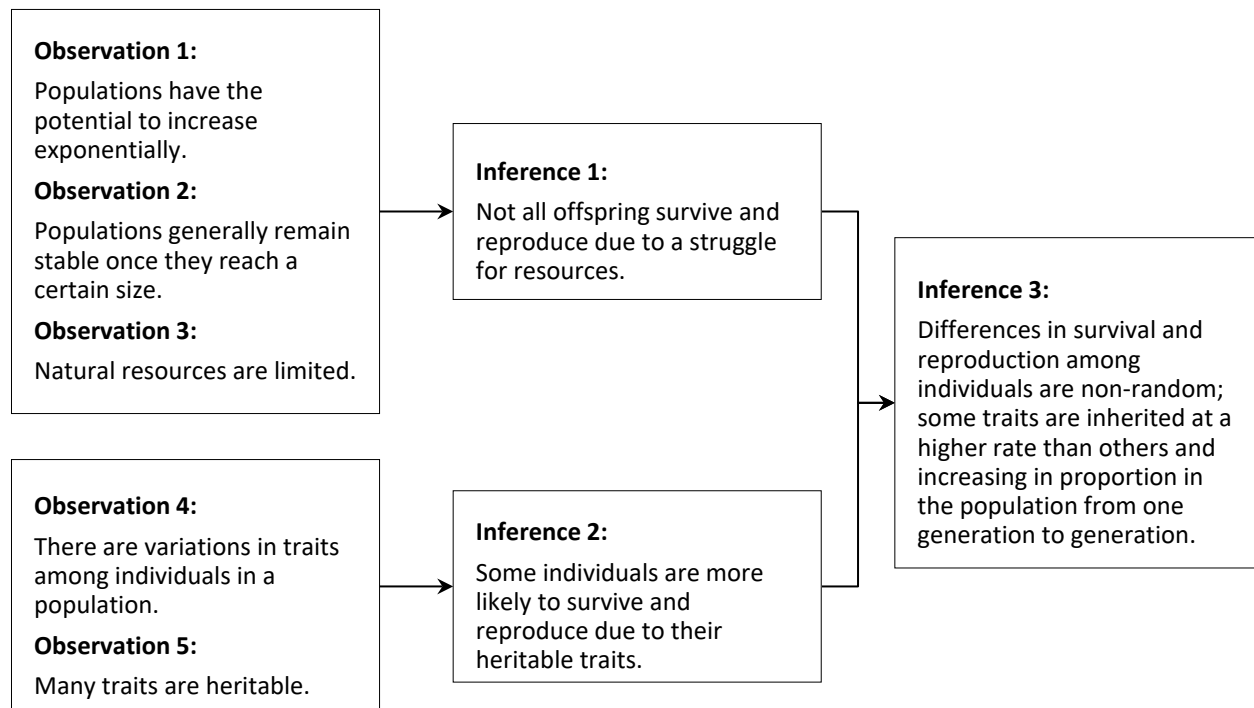 Observation 1:
Populations have the
potential to increase
exponentially.
Observation 2:
Populations generally remain
stable once they reach a
certain size.
Observation 3:
Natural resources are limited.
Observation 4:
There are variations in traits
among individuals in a
population.
Observation 5:
Many traits are heritable.
Inference 1:
Not all offspring survive and
reproduce due to a struggle
for resources.
Inference 2:
Some individuals are more
likely to survive and
reproduce due to their
heritable traits.
Inference 3:
Differences in survival and
reproduction among
individuals are non-random;
some traits are inherited at a
higher rate than others and
increasing in proportion in
the population from one
generation to generation.